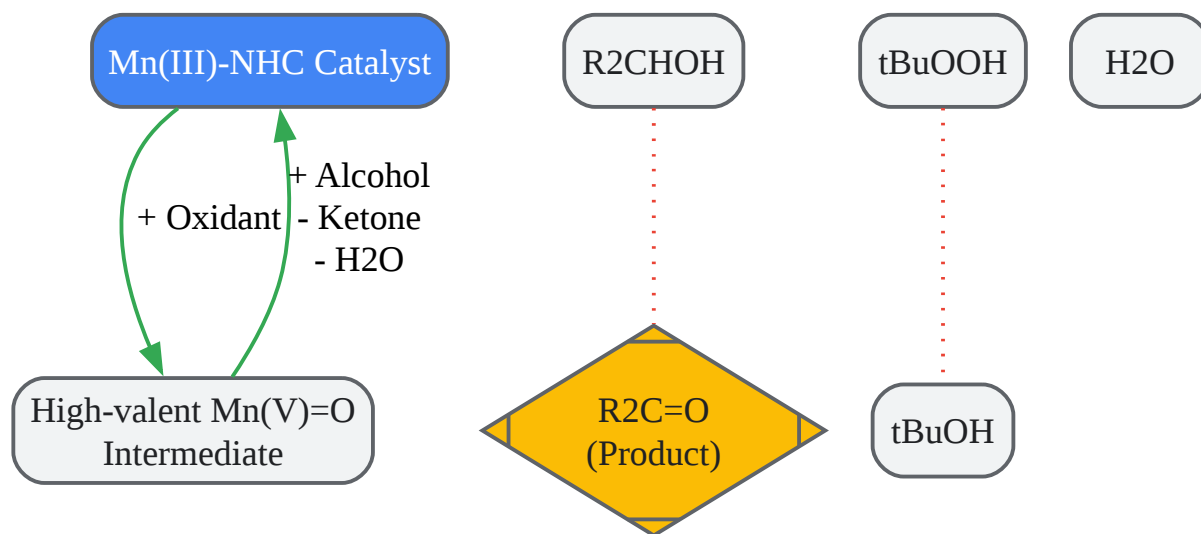 Mn(III)-NHC Catalyst
R2CHOH
tBuOOH
H2O
+ Oxidant
+ Alcohol
- Ketone
- H2O
High-valent Mn(V)=O
Intermediate
R2C=O
(Product)
tBuOH